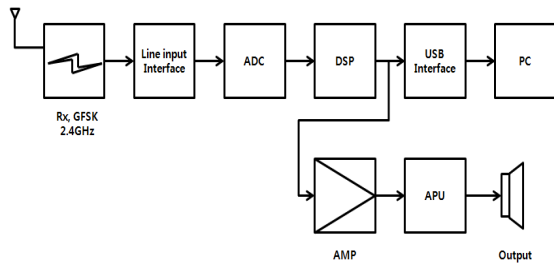 Line input
Interface
ADC
DSP
USB
Interface
PC
Rx, GFSK
2.4GHz
APU
AMP
Output